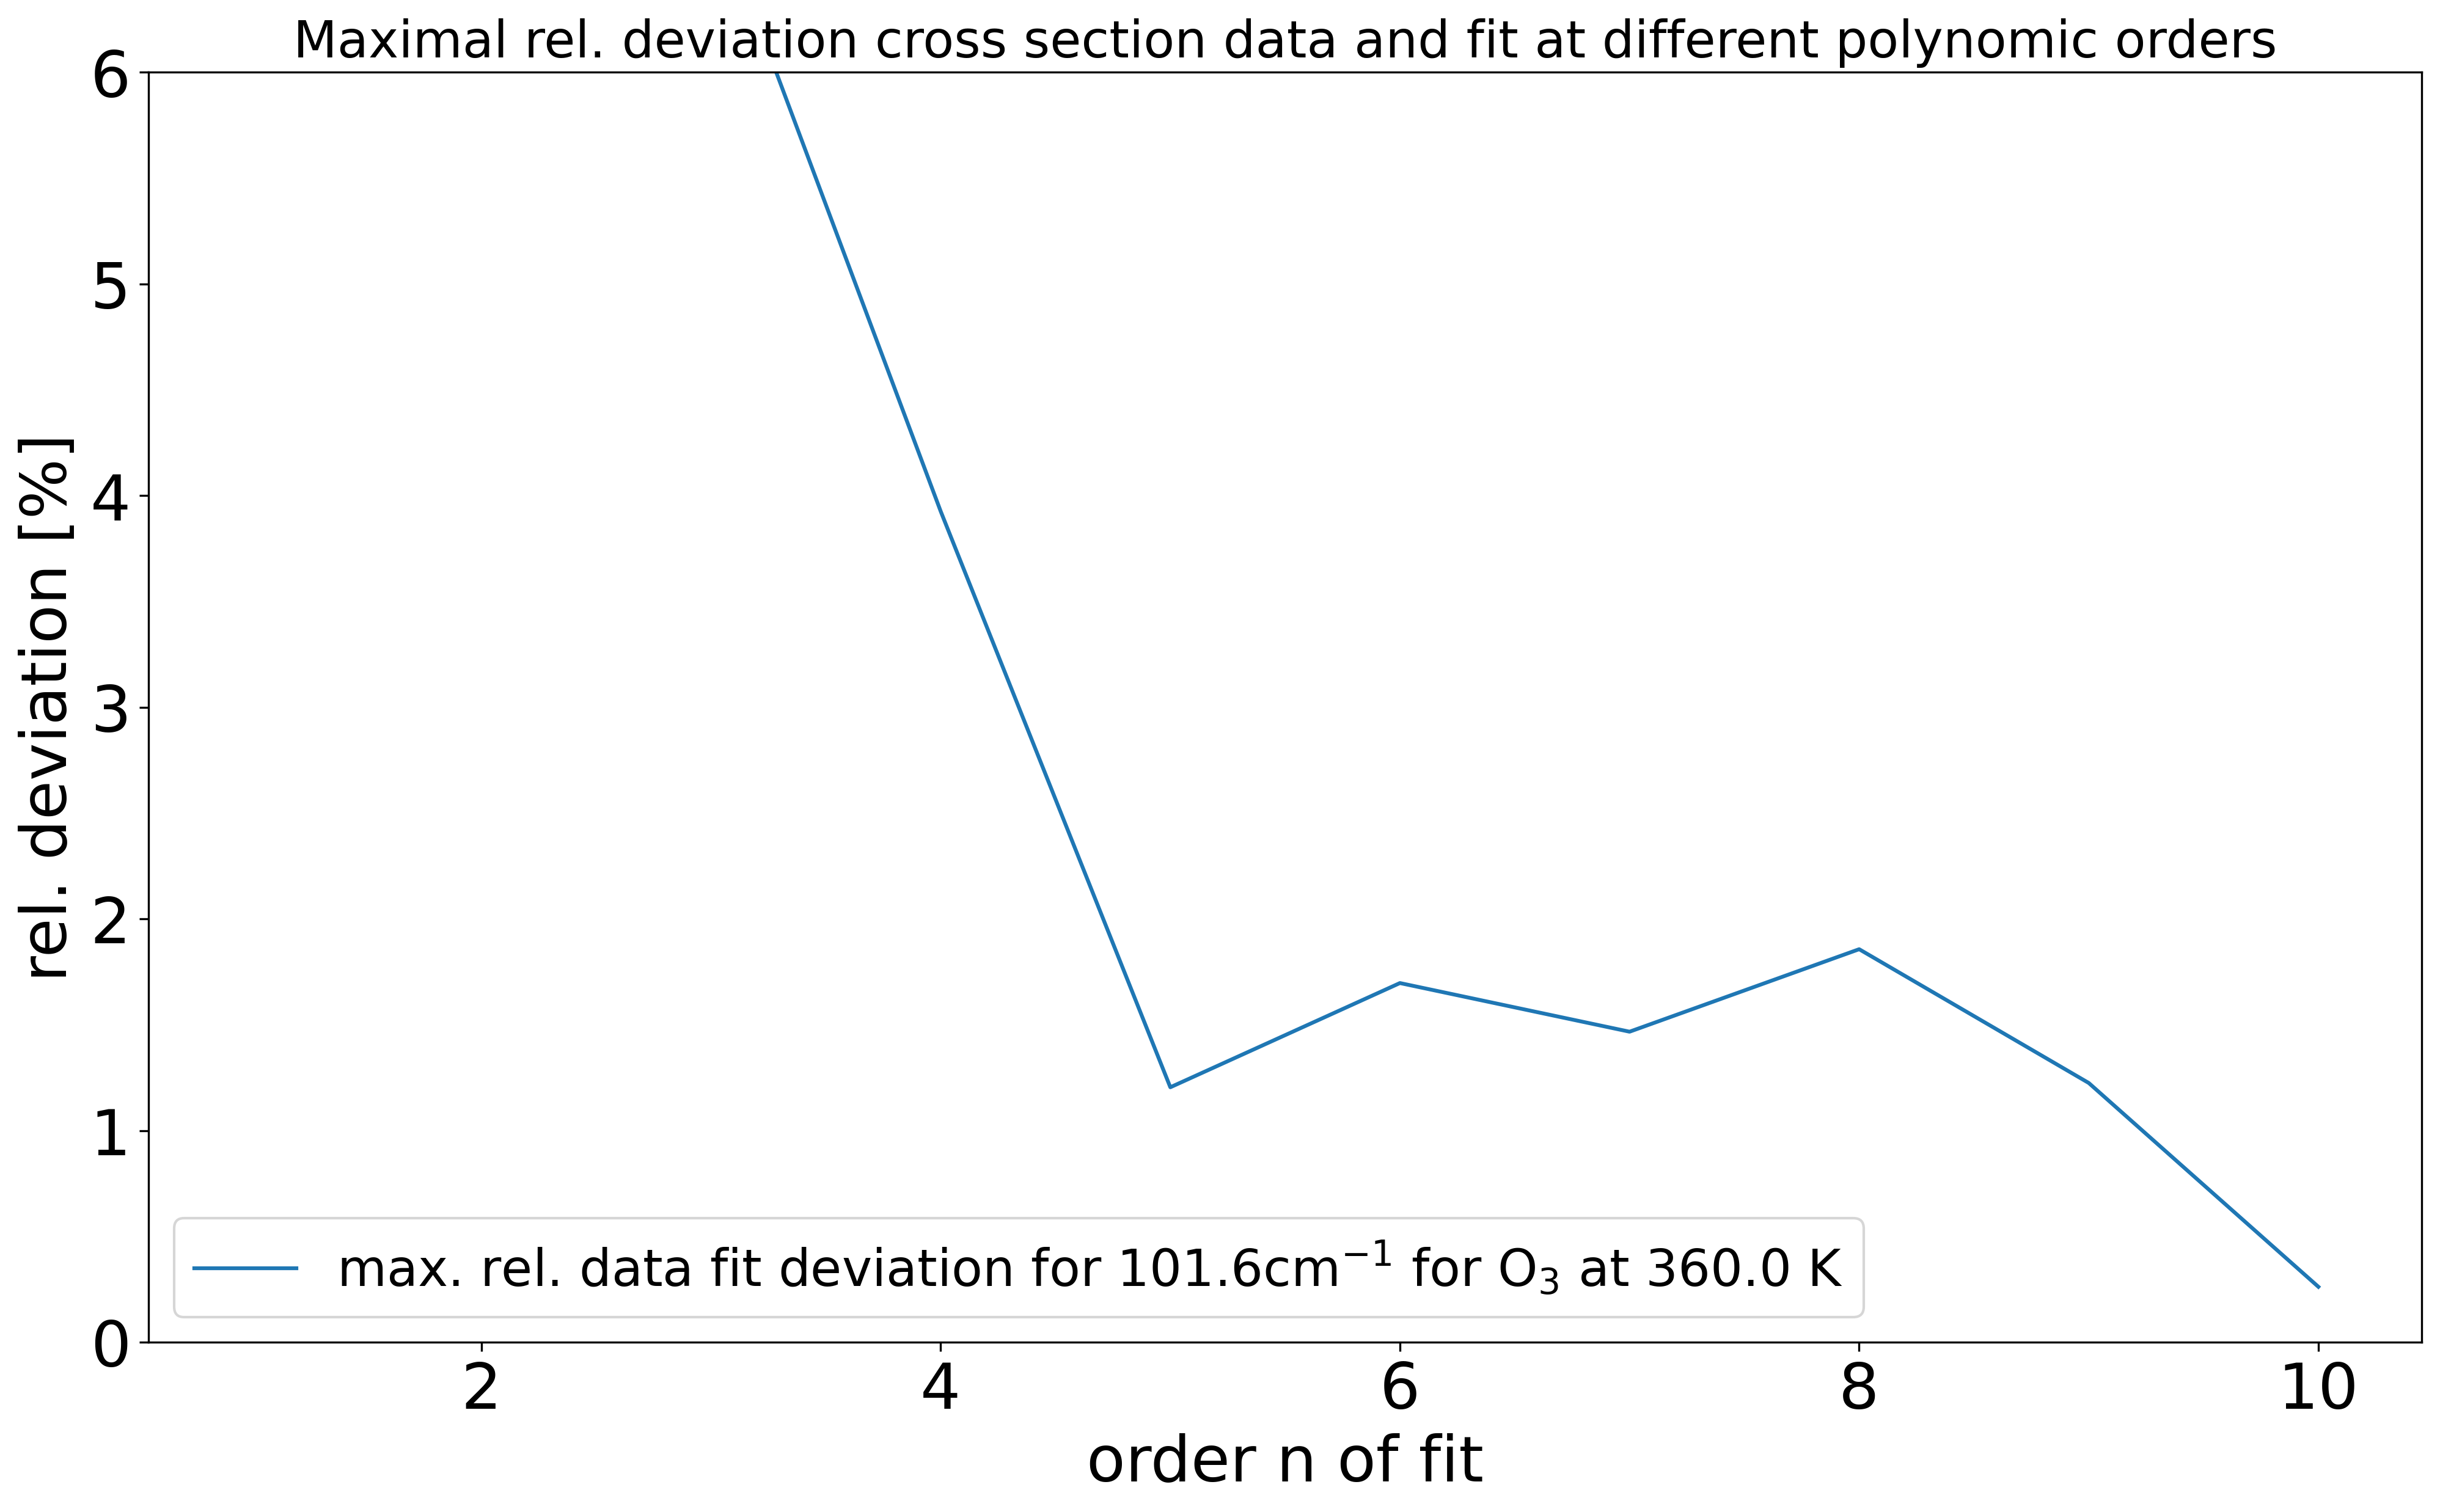 Maximal rel. deviation cross section data and fit at different polynomic orders
6
5
4
3
2
1
0
rel. deviation [%]
max. rel. data fit deviation for 101.6cm⁻¹ for O₃ at 360.0 K
2 4 6 8 10
order n of fit